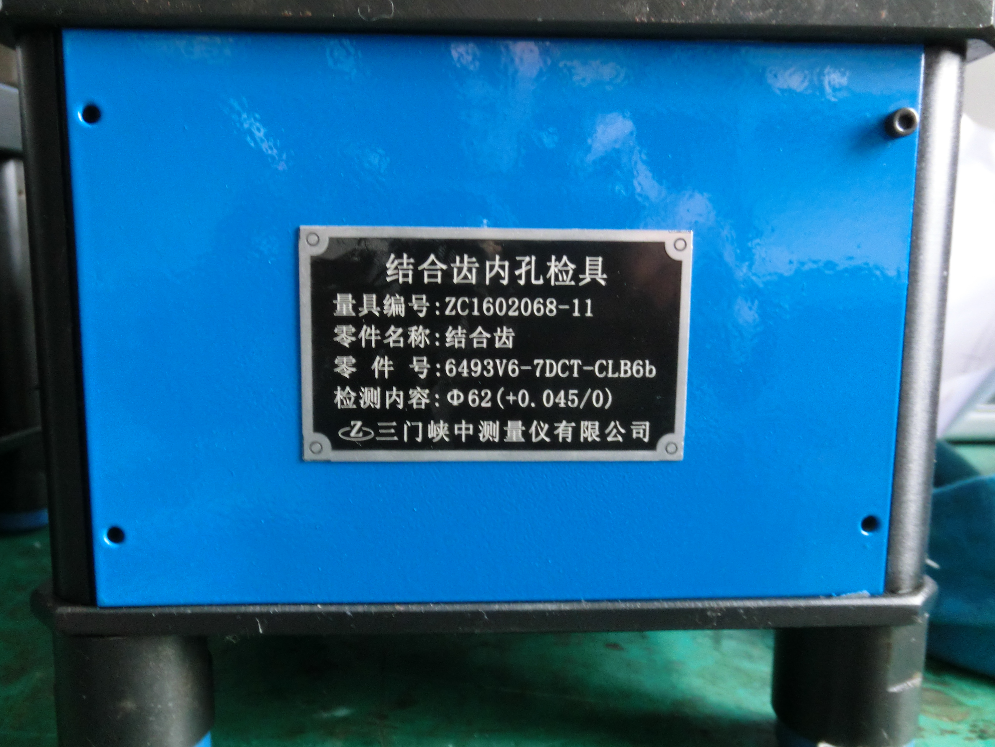 结合齿内孔检具
量具编号:ZC1602068-11
零件名称:结合齿
零 件 号:6493V6-7DCT-CLB6b
检测内容:Φ62(+0.045/0)
Z 三门峡中测量仪有限公司